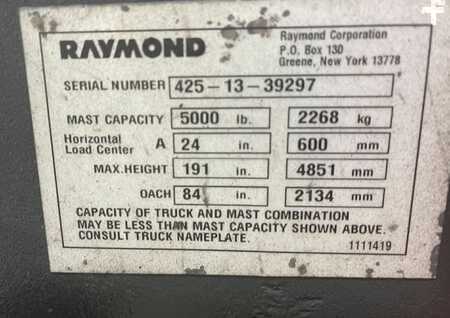 RAYMOND
Raymond Corporation
P.O. Box 130
Greene, New York 13778
SERIAL NUMBER 425-13-39297
MAST CAPACITY 5000 lb. 2268 kg
Horizontal
Load Center A 24 in. 600 mm
MAX. HEIGHT 191 in. 4851 mm
OACH 84 in. 2134 mm
CAPACITY OF TRUCK AND MAST COMBINATION
MAY BE LESS THAN MAST CAPACITY SHOWN ABOVE.
CONSULT TRUCK NAMEPLATE.
1111419